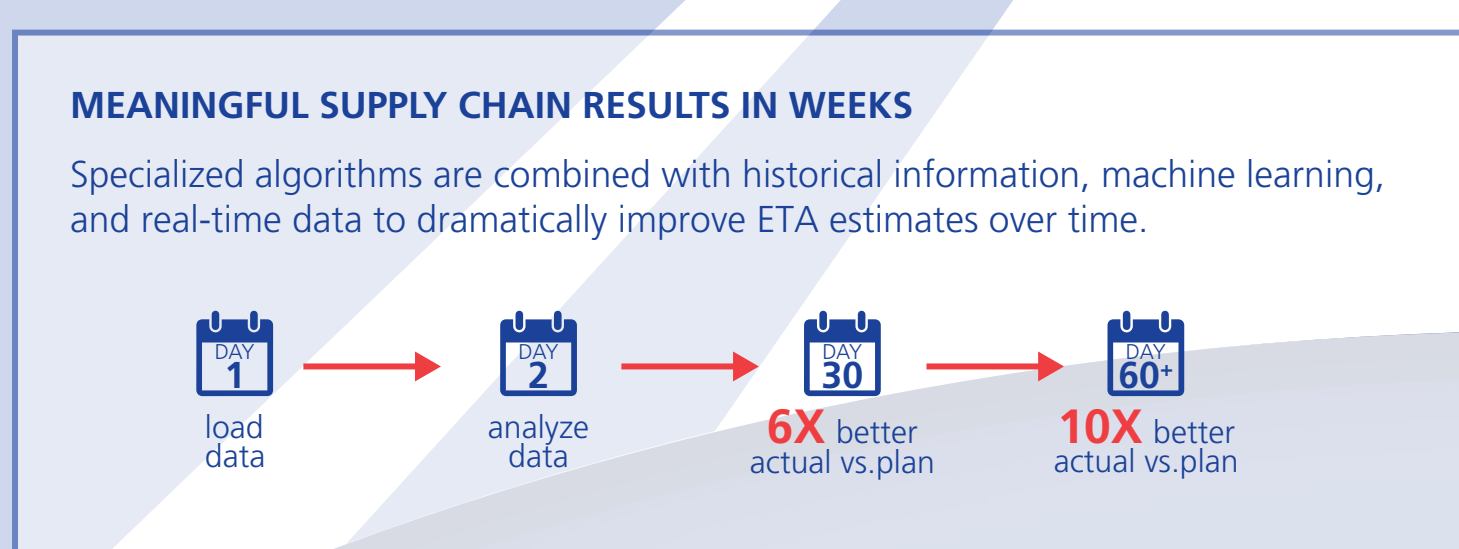 MEANINGFUL SUPPLY CHAIN RESULTS IN WEEKS
Specialized algorithms are combined with historical information, machine learning,
and real-time data to dramatically improve ETA estimates over time.
DAY
1
load
data
DAY
2
analyze
data
DAY
30
6X better
actual vs.plan
DAY
60+
10X better
actual vs.plan